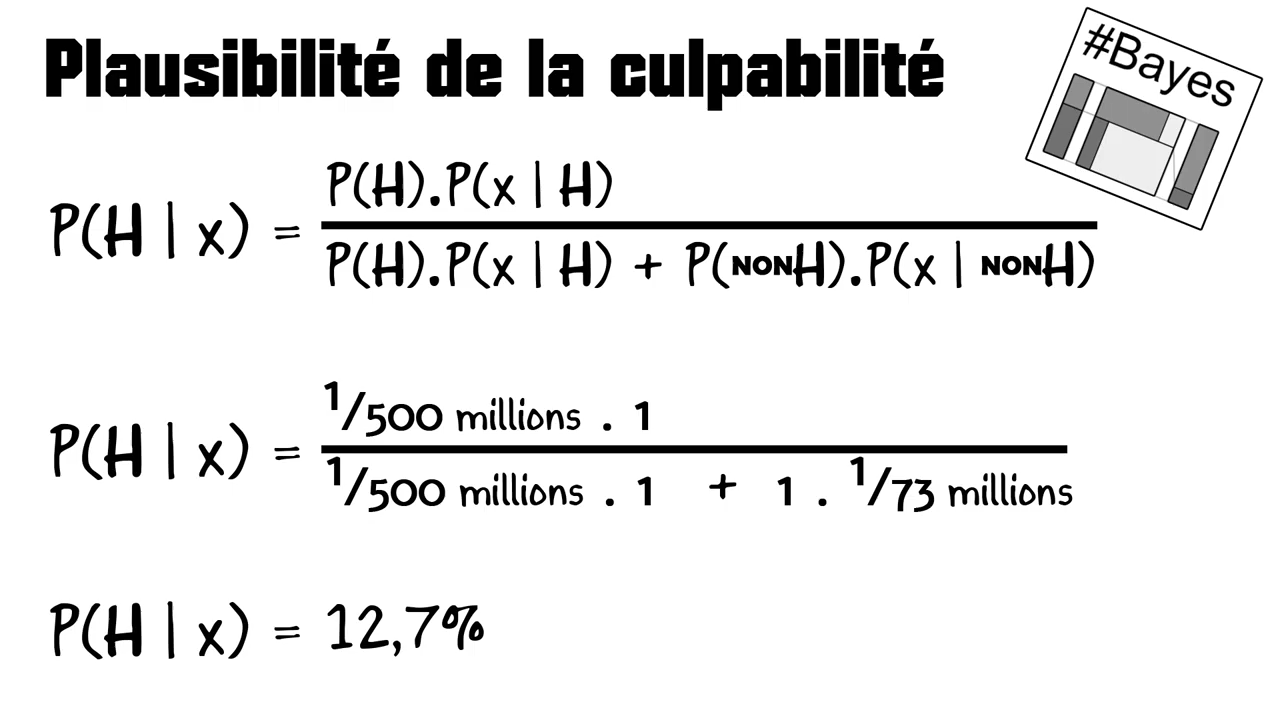 Plausibilité de la culpabilité
#Bayes
P(H | x) = P(H).P(x | H)
P(H).P(x | H) + P(NONH).P(x | NONH)
P(H | x) = 1/500 millions . 1
1/500 millions . 1 + 1 . 1/73 millions
P(H | x) = 12,7%